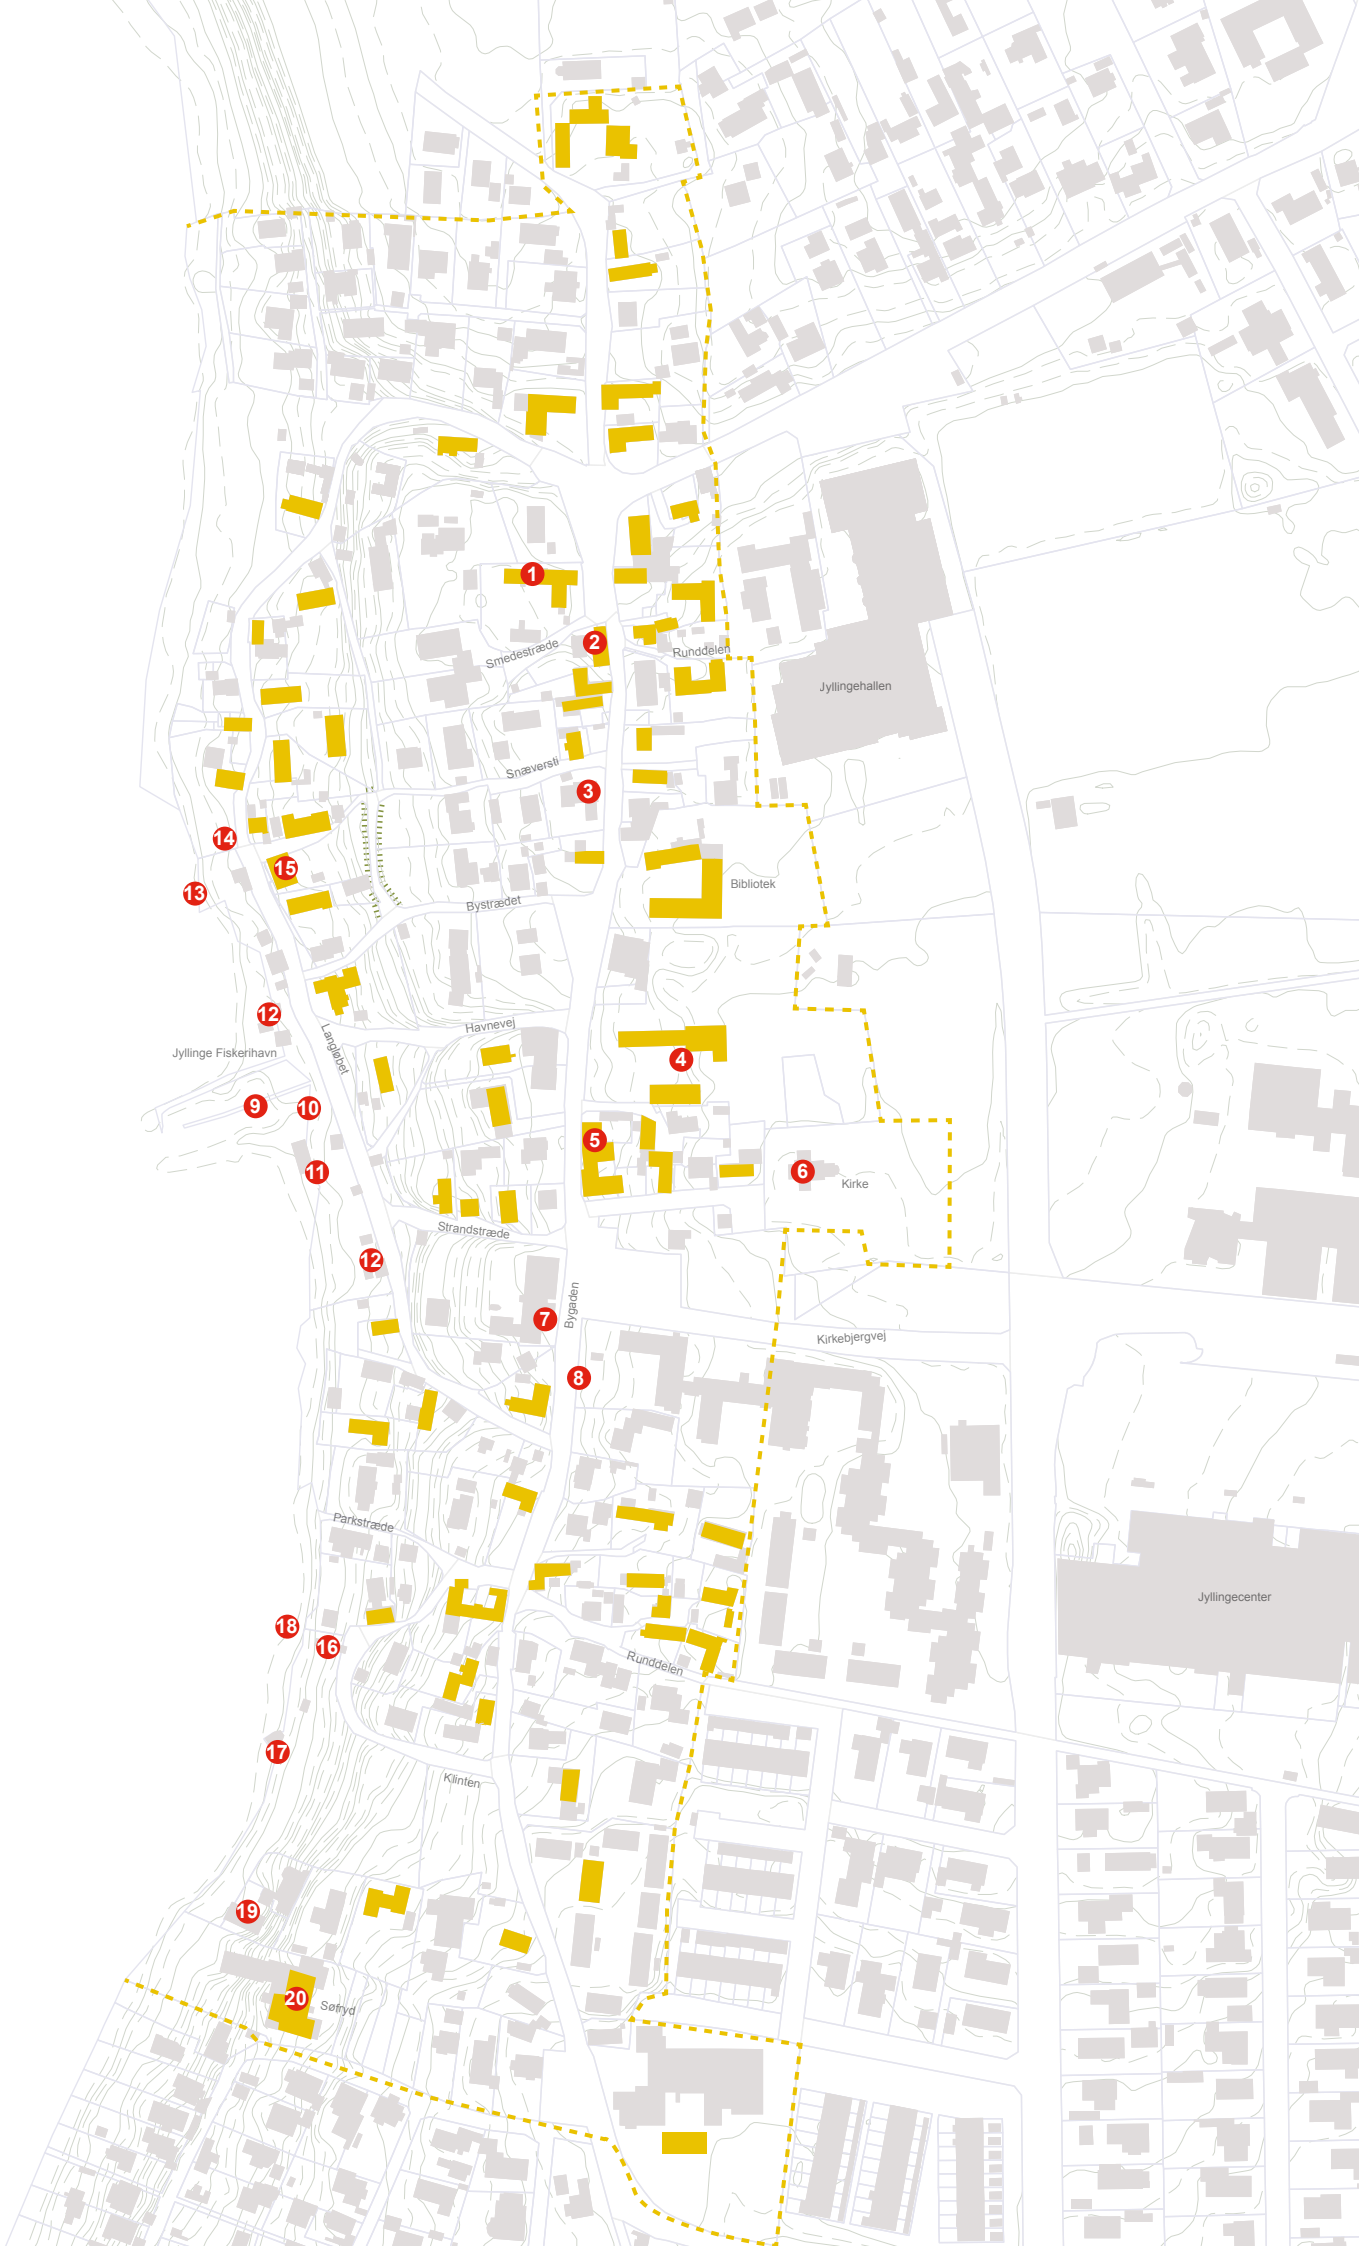 1
2
Smedestræde
Runddelen
Jyllingehallen
Snæversti
3
14
15
Bibliotek
13
Bystrædet
12
Havnevej
Langløbet
Jyllinge Fiskerihavn
4
9
10
5
11
6
Kirke
Strandstræde
12
Bygaden
7
Kirkebjergvej
8
Parkstræde
Jyllingecenter
18
16
Runddelen
17
Klinten
19
20
Søfryd